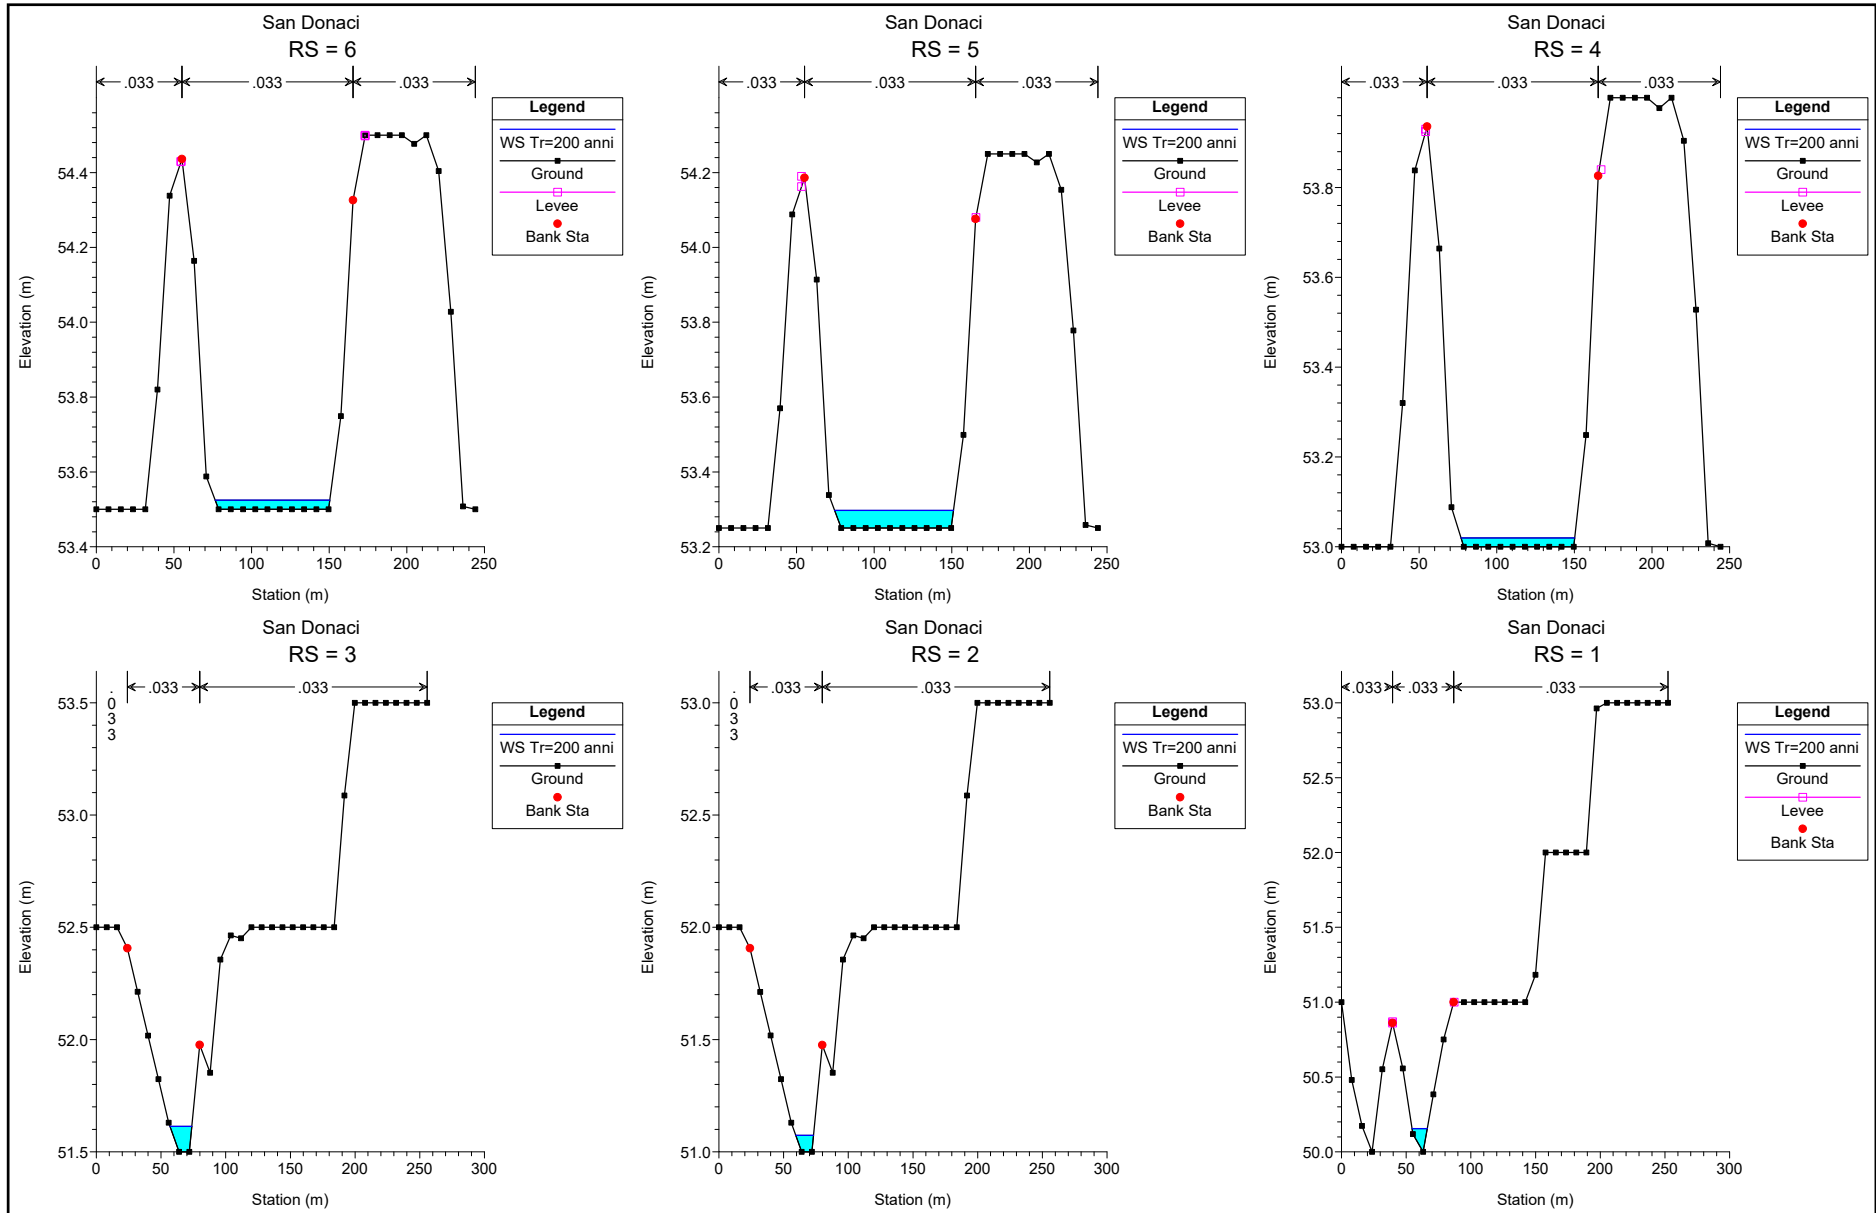 San Donaci
RS = 6
.033
.033
.033
Legend
WS Tr=200 anni
Ground
Levee
Bank Sta
Elevation (m)
54.4
54.2
54.0
53.8
53.6
53.4
0
50
100
150
200
250
Station (m)
San Donaci
RS = 5
.033
.033
.033
Legend
WS Tr=200 anni
Ground
Levee
Bank Sta
Elevation (m)
54.2
54.0
53.8
53.6
53.4
53.2
0
50
100
150
200
250
Station (m)
San Donaci
RS = 4
.033
.033
.033
Legend
WS Tr=200 anni
Ground
Levee
Bank Sta
Elevation (m)
53.8
53.6
53.4
53.2
53.0
0
50
100
150
200
250
Station (m)
San Donaci
RS = 3
.033
.033
.033
Legend
WS Tr=200 anni
Ground
Bank Sta
Elevation (m)
53.5
53.0
52.5
52.0
51.5
0
50
100
150
200
250
300
Station (m)
San Donaci
RS = 2
.033
.033
.033
Legend
WS Tr=200 anni
Ground
Bank Sta
Elevation (m)
53.0
52.5
52.0
51.5
51.0
0
50
100
150
200
250
300
Station (m)
San Donaci
RS = 1
.033
.033
.033
Legend
WS Tr=200 anni
Ground
Levee
Bank Sta
Elevation (m)
53.0
52.5
52.0
51.5
51.0
50.5
50.0
0
50
100
150
200
250
300
Station (m)